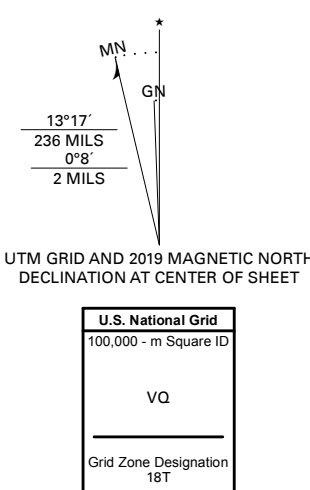 ★
MN
GN
13°17´
236 MILS
0°8´
2 MILS
UTM GRID AND 2019 MAGNETIC NORTH
DECLINATION AT CENTER OF SHEET
U.S. National Grid
100,000 - m Square ID
VQ
Grid Zone Designation
18T